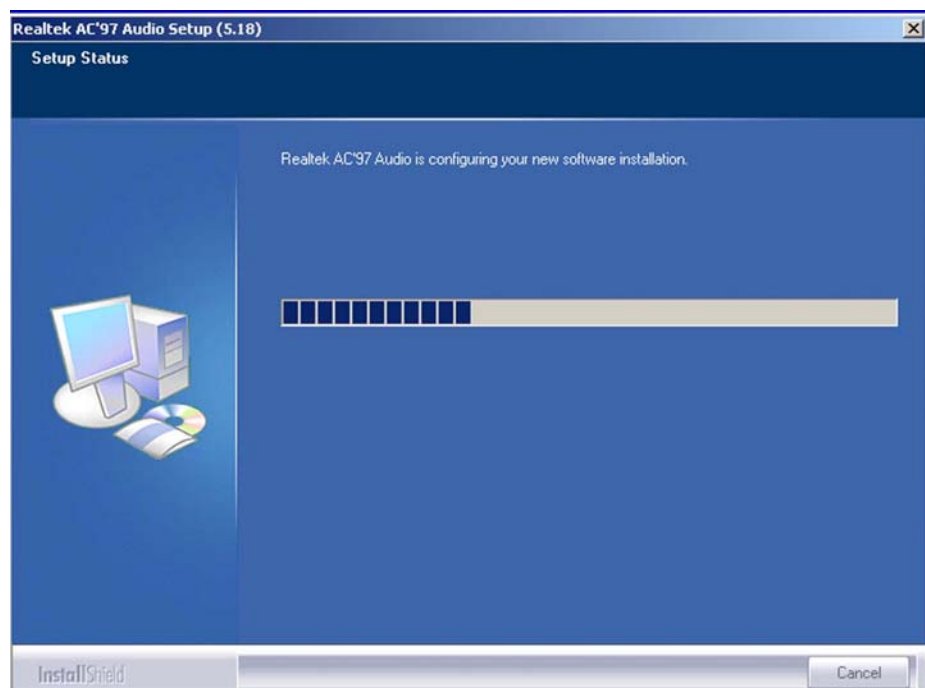 Realtek AC'97 Audio Setup (5.18)
Setup Status
Realtek AC'97 Audio is configuring your new software installation.
InstallShield
Cancel